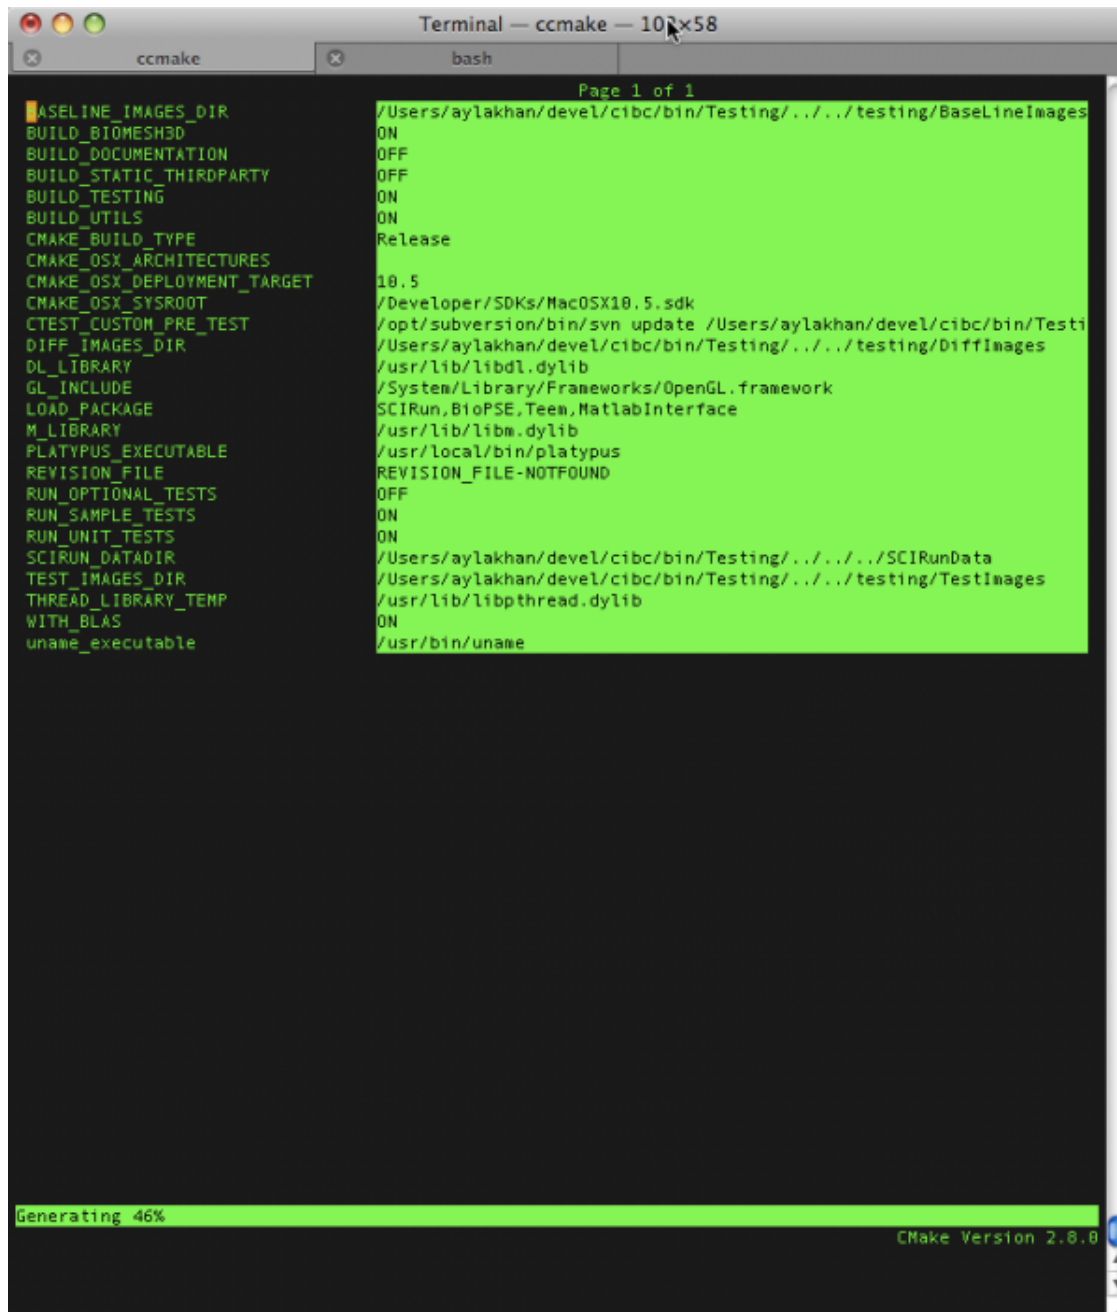 Terminal — ccmake — 102×58
ccmake bash
Page 1 of 1
BASELINE_IMAGES_DIR /Users/aylakhan/devel/cibc/bin/Testing/../../testing/BaseLineImages
BUILD_BIOMESH3D ON
BUILD_DOCUMENTATION OFF
BUILD_STATIC_THIRDPARTY OFF
BUILD_TESTING ON
BUILD_UTILS ON
CMAKE_BUILD_TYPE Release
CMAKE_OSX_ARCHITECTURES
CMAKE_OSX_DEPLOYMENT_TARGET 10.5
CMAKE_OSX_SYSROOT /Developer/SDKs/MacOSX10.5.sdk
CTEST_CUSTOM_PRE_TEST /opt/subversion/bin/svn update /Users/aylakhan/devel/cibc/bin/Testi
DIFF_IMAGES_DIR /Users/aylakhan/devel/cibc/bin/Testing/../../testing/DiffImages
DL_LIBRARY /usr/lib/libdl.dylib
GL_INCLUDE /System/Library/Frameworks/OpenGL.framework
LOAD_PACKAGE SCIRun,BioPSE,Teem,MatlabInterface
M_LIBRARY /usr/lib/libm.dylib
PLATYPUS_EXECUTABLE /usr/local/bin/platypus
REVISION_FILE REVISION_FILE-NOTFOUND
RUN_OPTIONAL_TESTS OFF
RUN_SAMPLE_TESTS ON
RUN_UNIT_TESTS ON
SCIRUN_DATADIR /Users/aylakhan/devel/cibc/bin/Testing/../../../SCIRunData
TEST_IMAGES_DIR /Users/aylakhan/devel/cibc/bin/Testing/../../testing/TestImages
THREAD_LIBRARY_TEMP /usr/lib/libpthread.dylib
WITH_BLAS ON
uname_executable /usr/bin/uname
Generating 46%
CMake Version 2.8.0